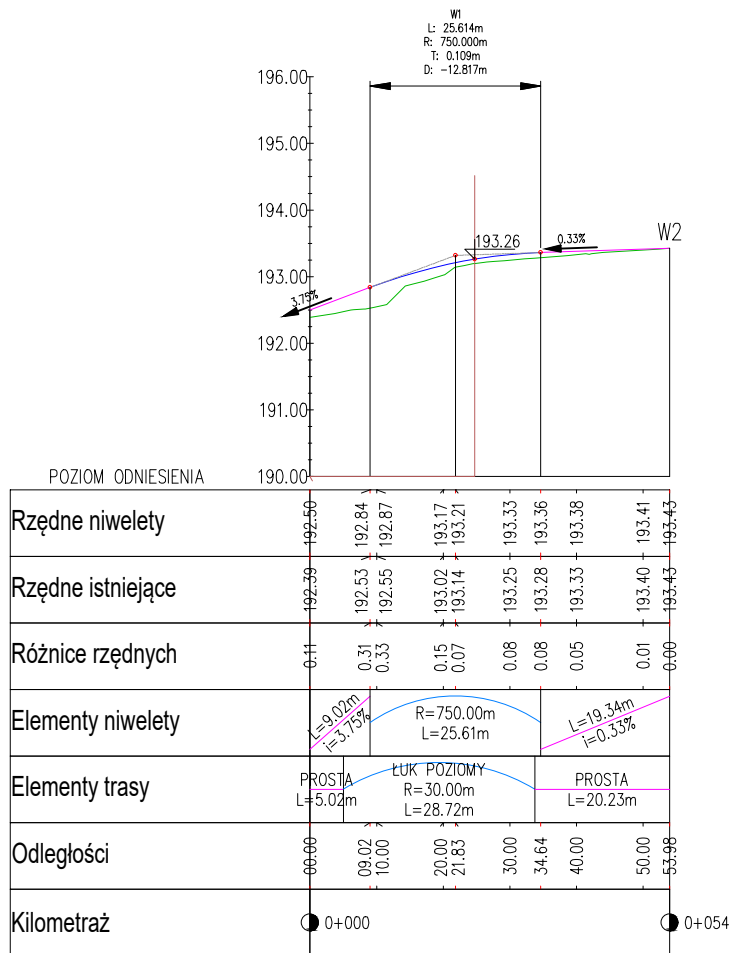 W1
L: 25.614m
R: 750.000m
T: 0.109m
D: -12.817m
196.00
195.00
194.00
193.00
192.00
191.00
190.00
193.26
0.33%
W2
3.75%
POZIOM ODNIESIENIA
Rzędne niwelety
192.50 192.84 192.87 193.17 193.21 193.33 193.36 193.38 193.41 193.43
Rzędne istniejące
192.39 192.53 192.55 193.02 193.14 193.25 193.28 193.33 193.40 193.43
Różnice rzędnych
0.11 0.31 0.33 0.15 0.07 0.08 0.08 0.05 0.01 0.00
Elementy niwelety
L=9.02m
i=3.75%
R=750.00m
L=25.61m
L=19.34m
i=0.33%
Elementy trasy
PROSTA
L=5.02m
ŁUK POZIOMY
R=30.00m
L=28.72m
PROSTA
L=20.23m
Odległości
00.00 09.02 10.00 20.00 21.83 30.00 34.64 40.00 50.00 53.98
Kilometraż
0+000
0+054